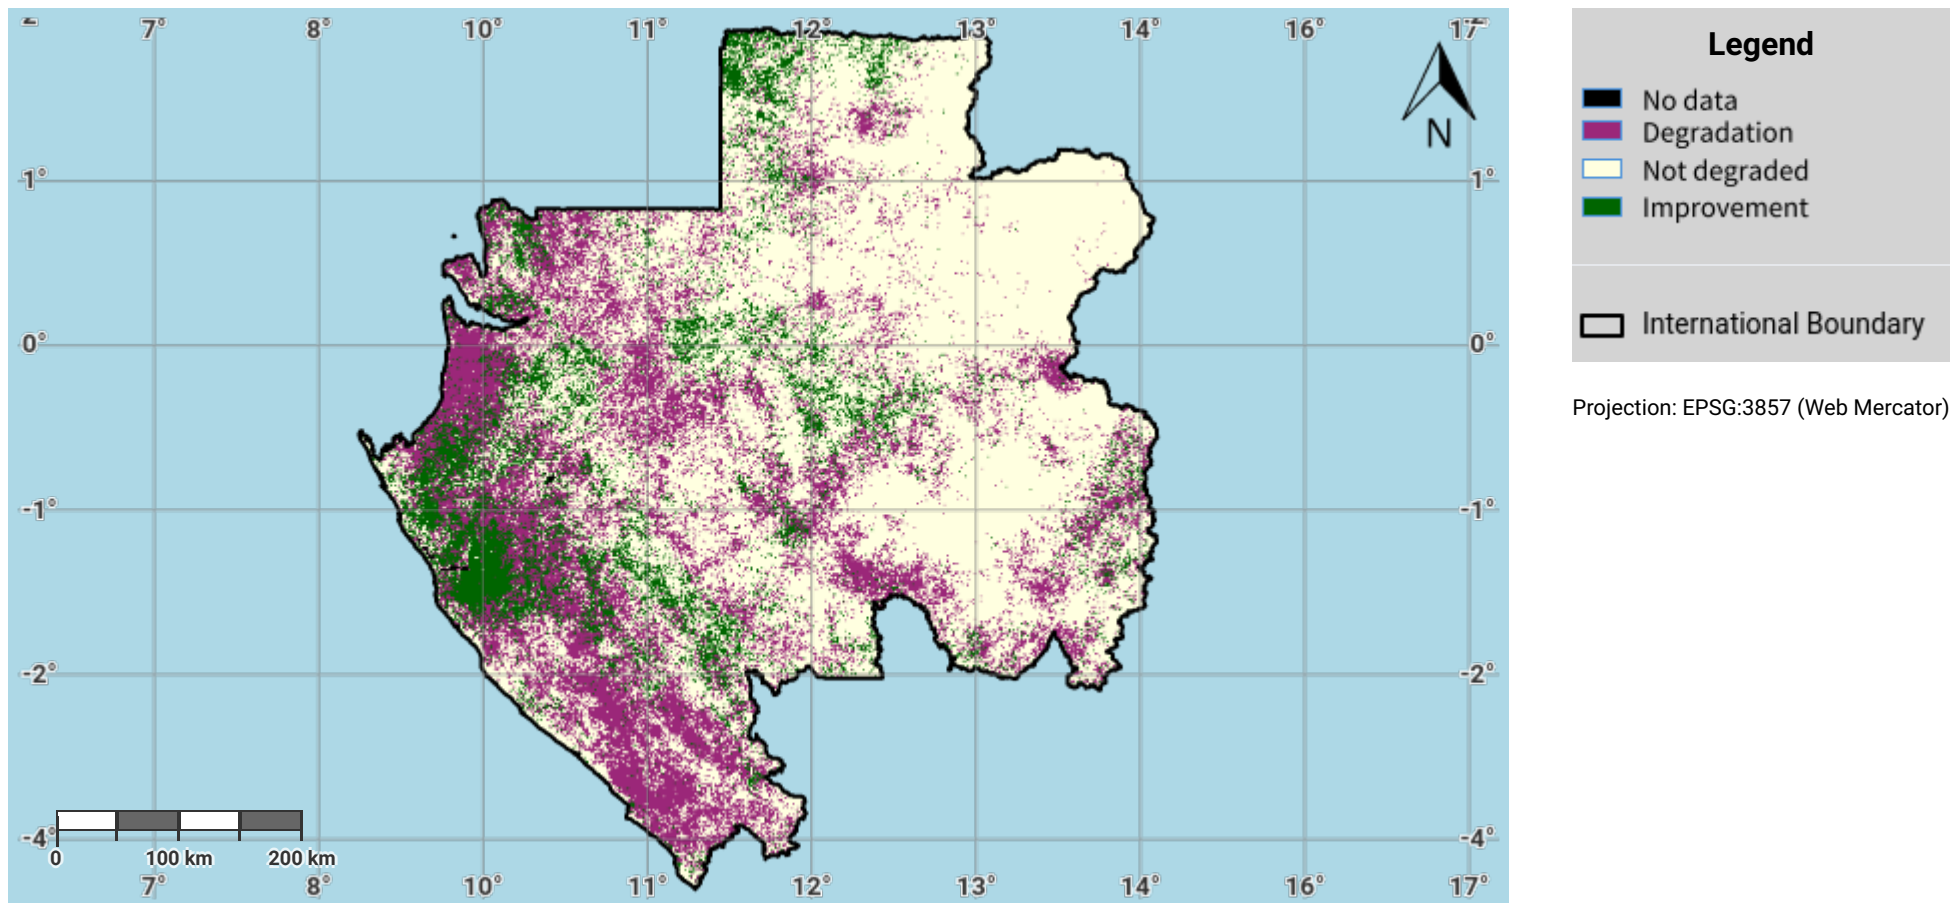 7° 8° 10° 11° 12° 13° 14° 16° 17°
N
1° 1°
0° 0°
-1° -1°
-2° -2°
-4° -4°
0 100 km 200 km
7° 8° 10° 11° 12° 13° 14° 16° 17°
Legend
No data
Degradation
Not degraded
Improvement
International Boundary
Projection: EPSG:3857 (Web Mercator)